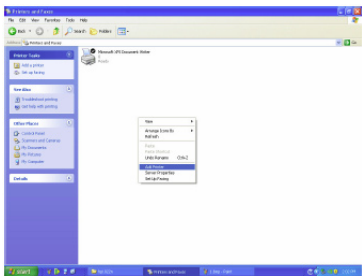 Printers and Faxes
File Edit View Favorites Tools Help
Back Search Folders
Address Printers and Faxes Go
Printer Tasks
Add a printer
Set up faxing
See Also
Troubleshoot printing
Get help with printing
Other Places
Control Panel
Scanners and Cameras
My Documents
My Pictures
My Computer
Details
Microsoft XPS Document Writer
0
Ready
View
Arrange Icons By
Refresh
Paste
Paste Shortcut
Undo Rename Ctrl+Z
Add Printer
Server Properties
Set Up Faxing
start
Printers and Faxes